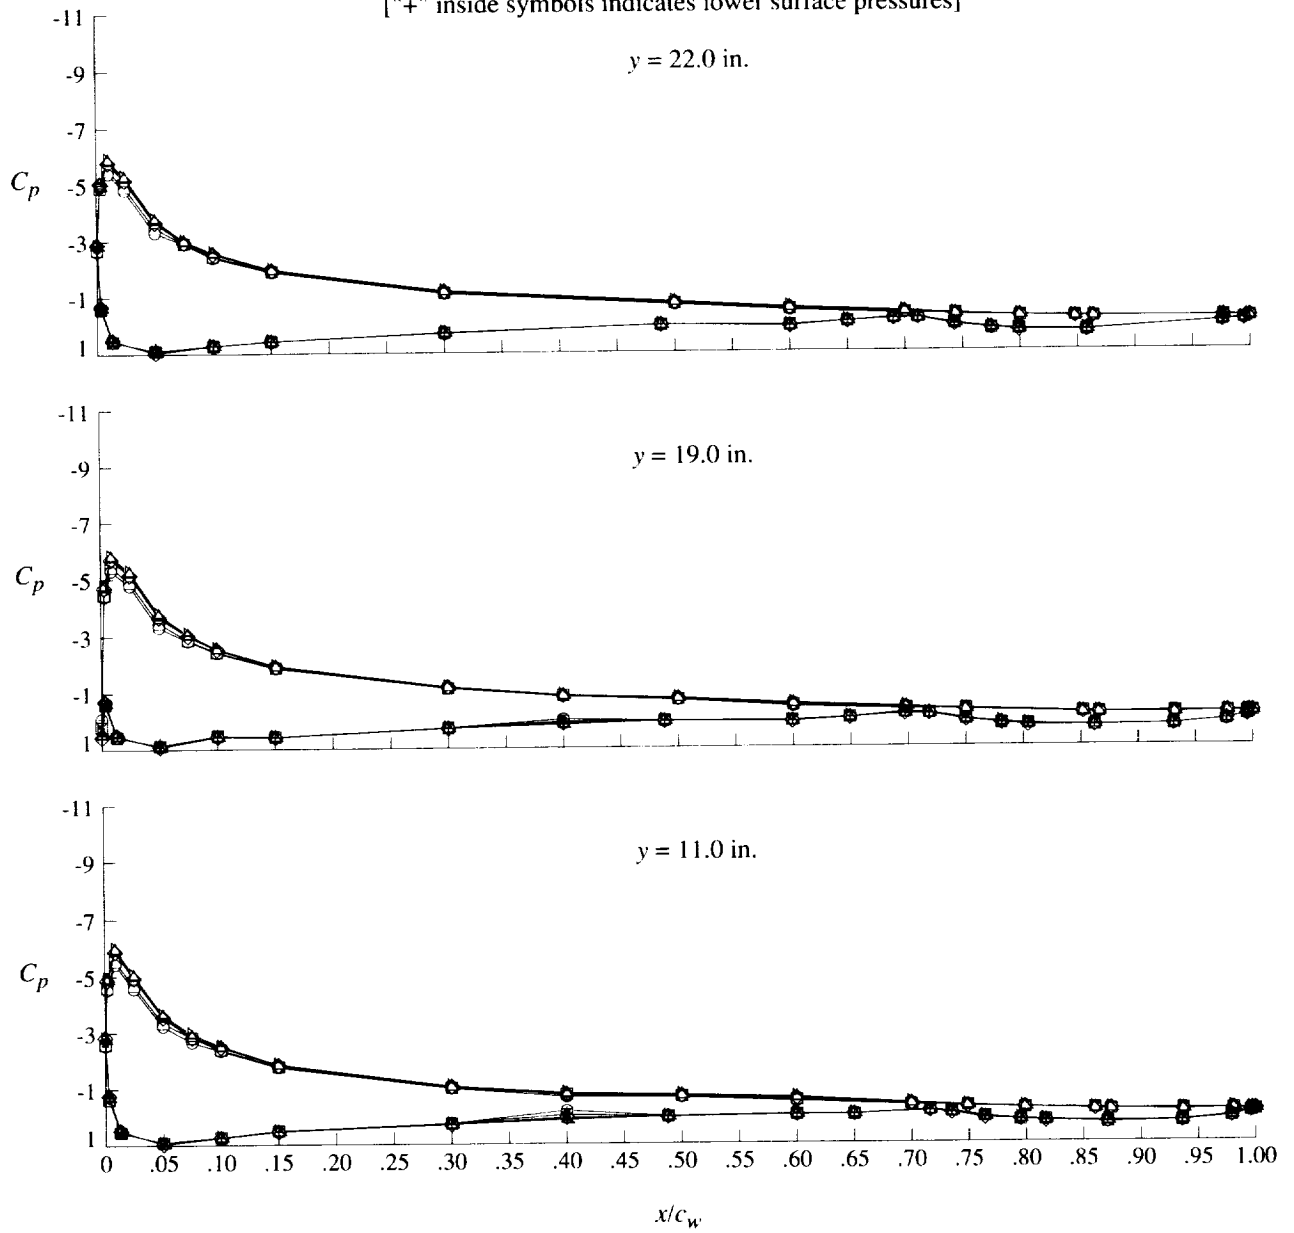 ["+" inside symbols indicates lower surface pressures]
y = 22.0 in.
-11
-9
-7
-5
-3
-1
1
C_p
y = 19.0 in.
-11
-9
-7
-5
-3
-1
1
C_p
y = 11.0 in.
-11
-9
-7
-5
-3
-1
1
C_p
0 .05 .10 .15 .20 .25 .30 .35 .40 .45 .50 .55 .60 .65 .70 .75 .80 .85 .90 .95 1.00
x/c_w